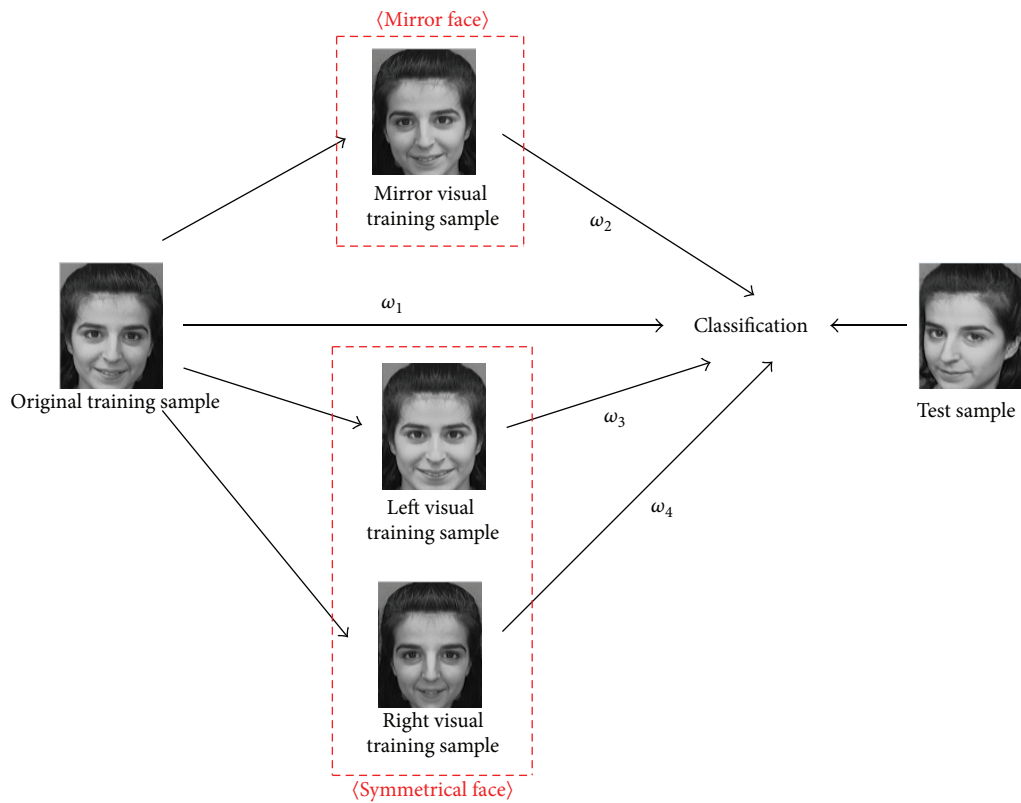 ⟨Mirror face⟩
Mirror visual
training sample
ω2
ω1
Classification
Original training sample
Test sample
ω3
Left visual
training sample
ω4
Right visual
training sample
⟨Symmetrical face⟩